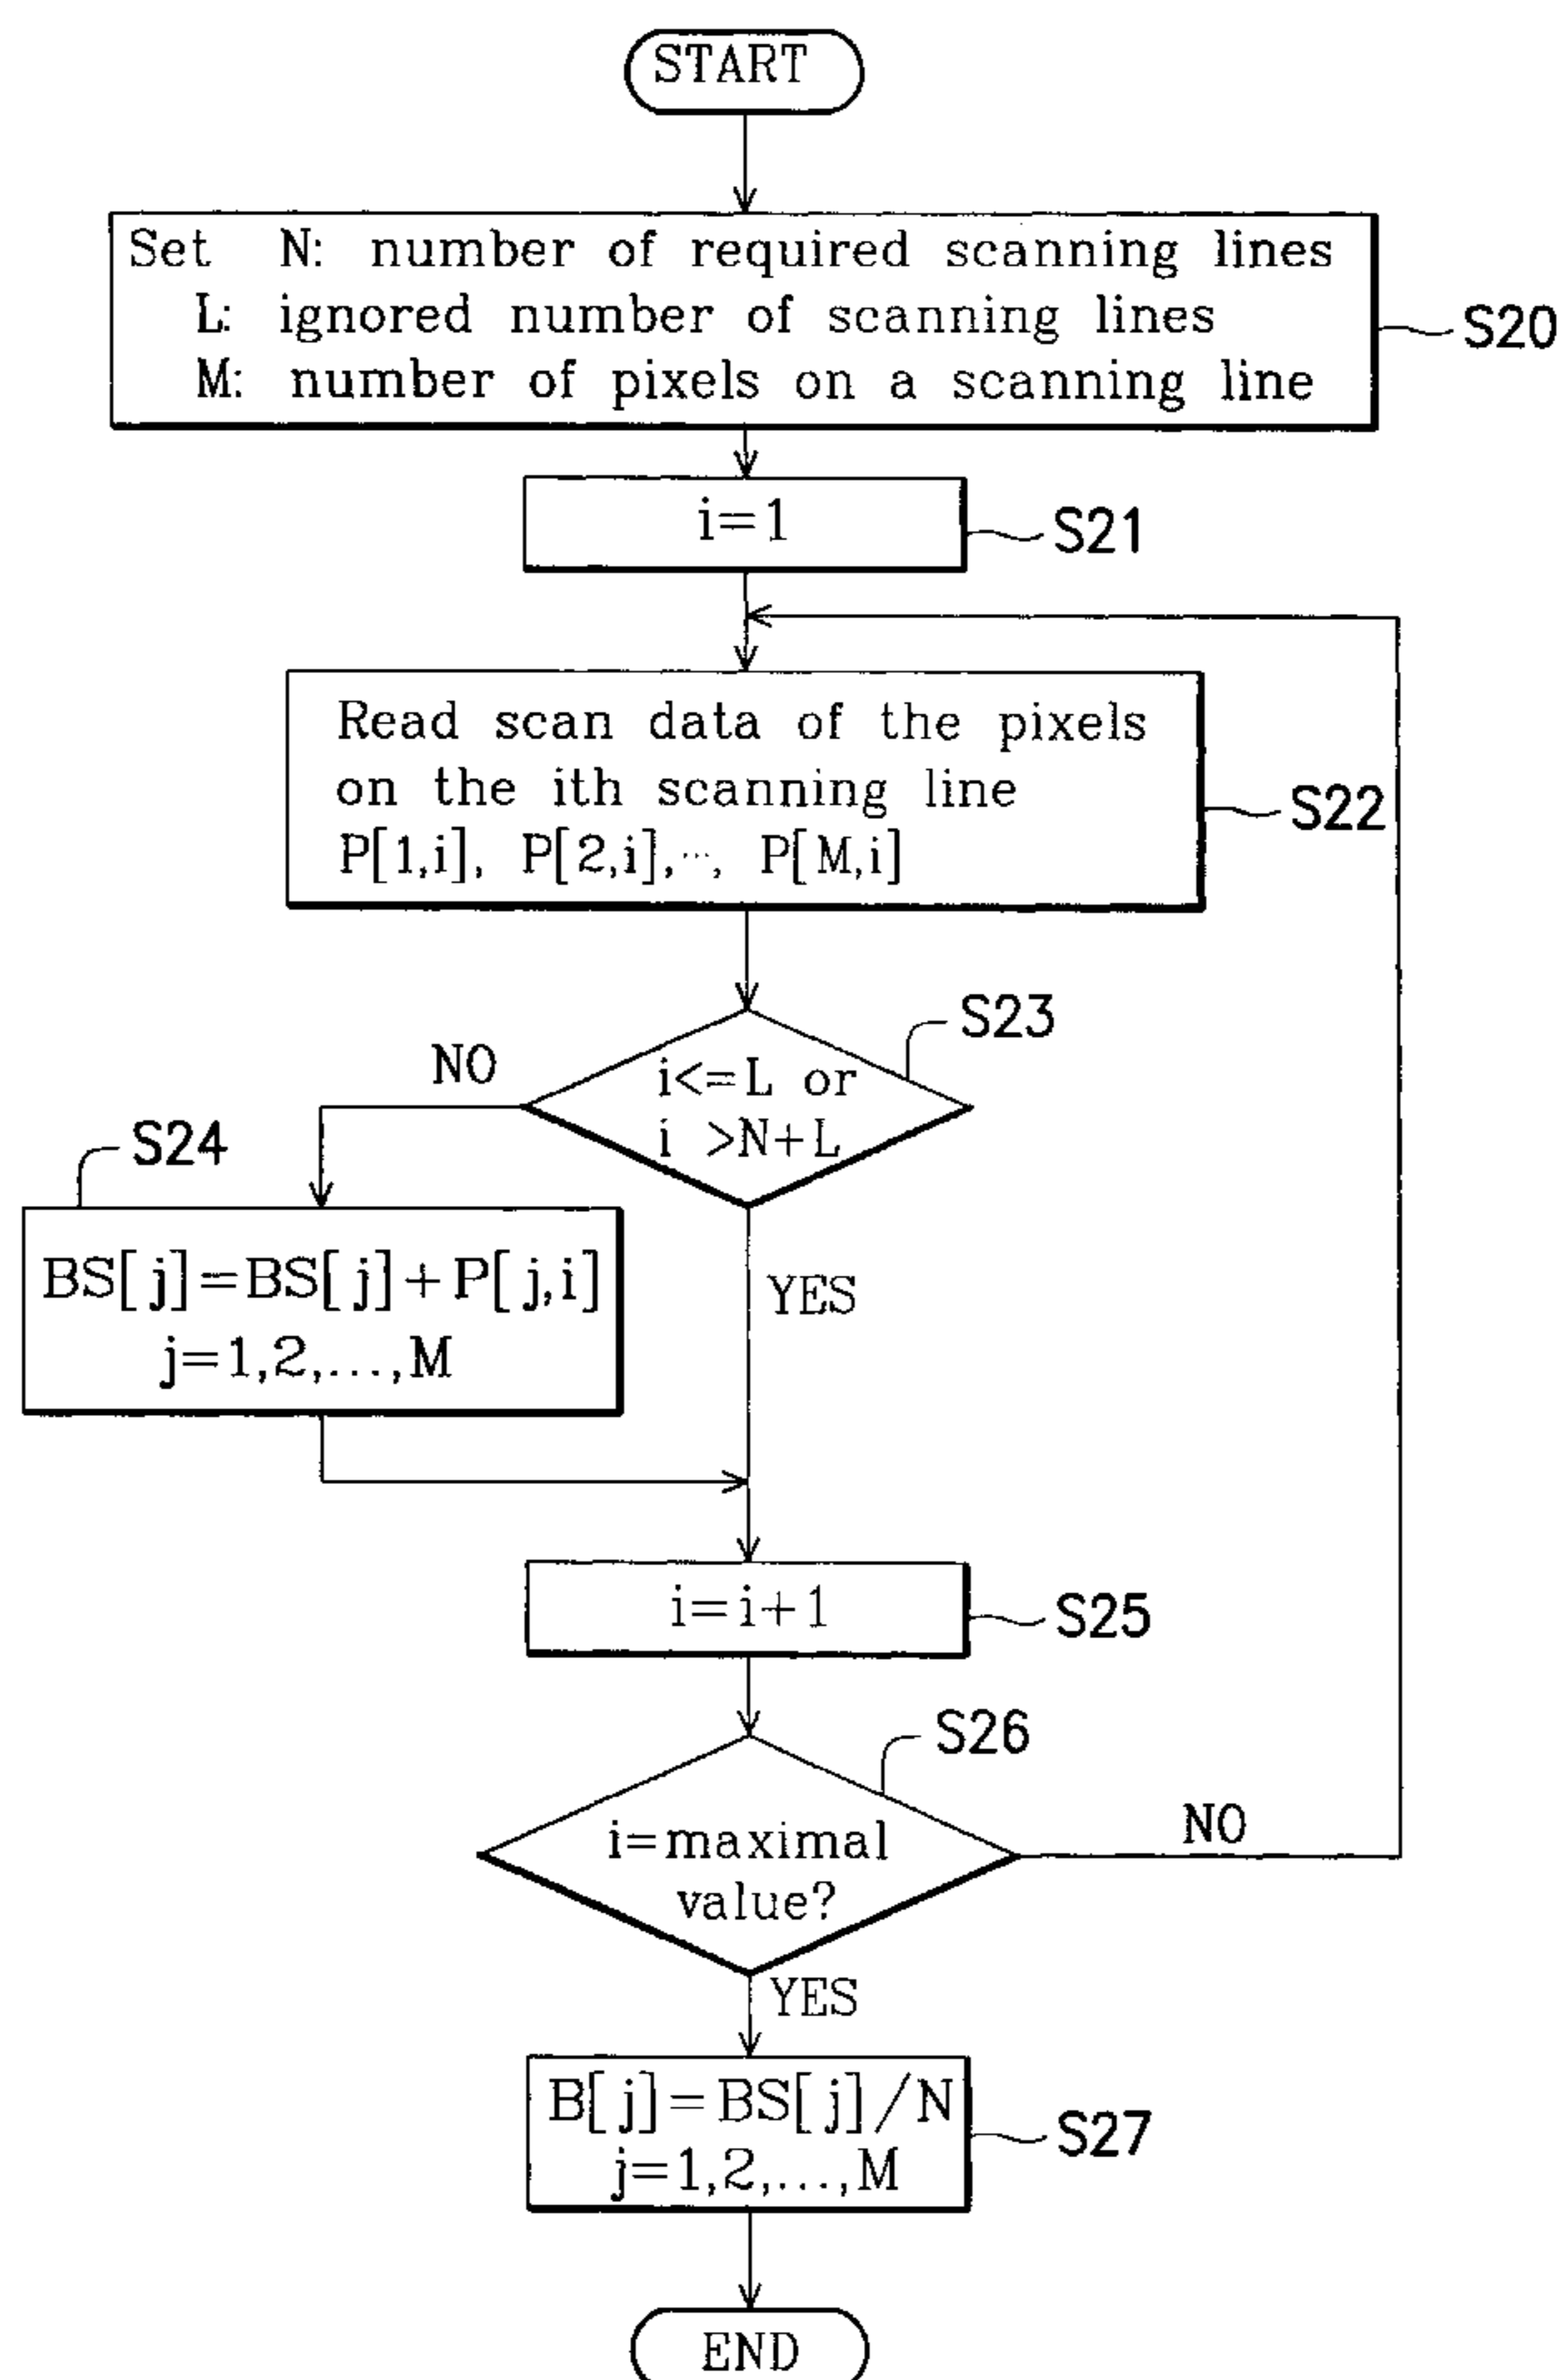 START
Set N: number of required scanning lines
L: ignored number of scanning lines
M: number of pixels on a scanning line
S20
i=1
S21
Read scan data of the pixels
on the ith scanning line
P[1,i], P[2,i],..., P[M,i]
S22
S23
NO
i<=L or
i >N+L
S24
BS[j]=BS[j]+P[j,i]
j=1,2,...,M
YES
i=i+1
S25
S26
i=maximal
value?
NO
YES
B[j]=BS[j]/N
j=1,2,...,M
S27
END